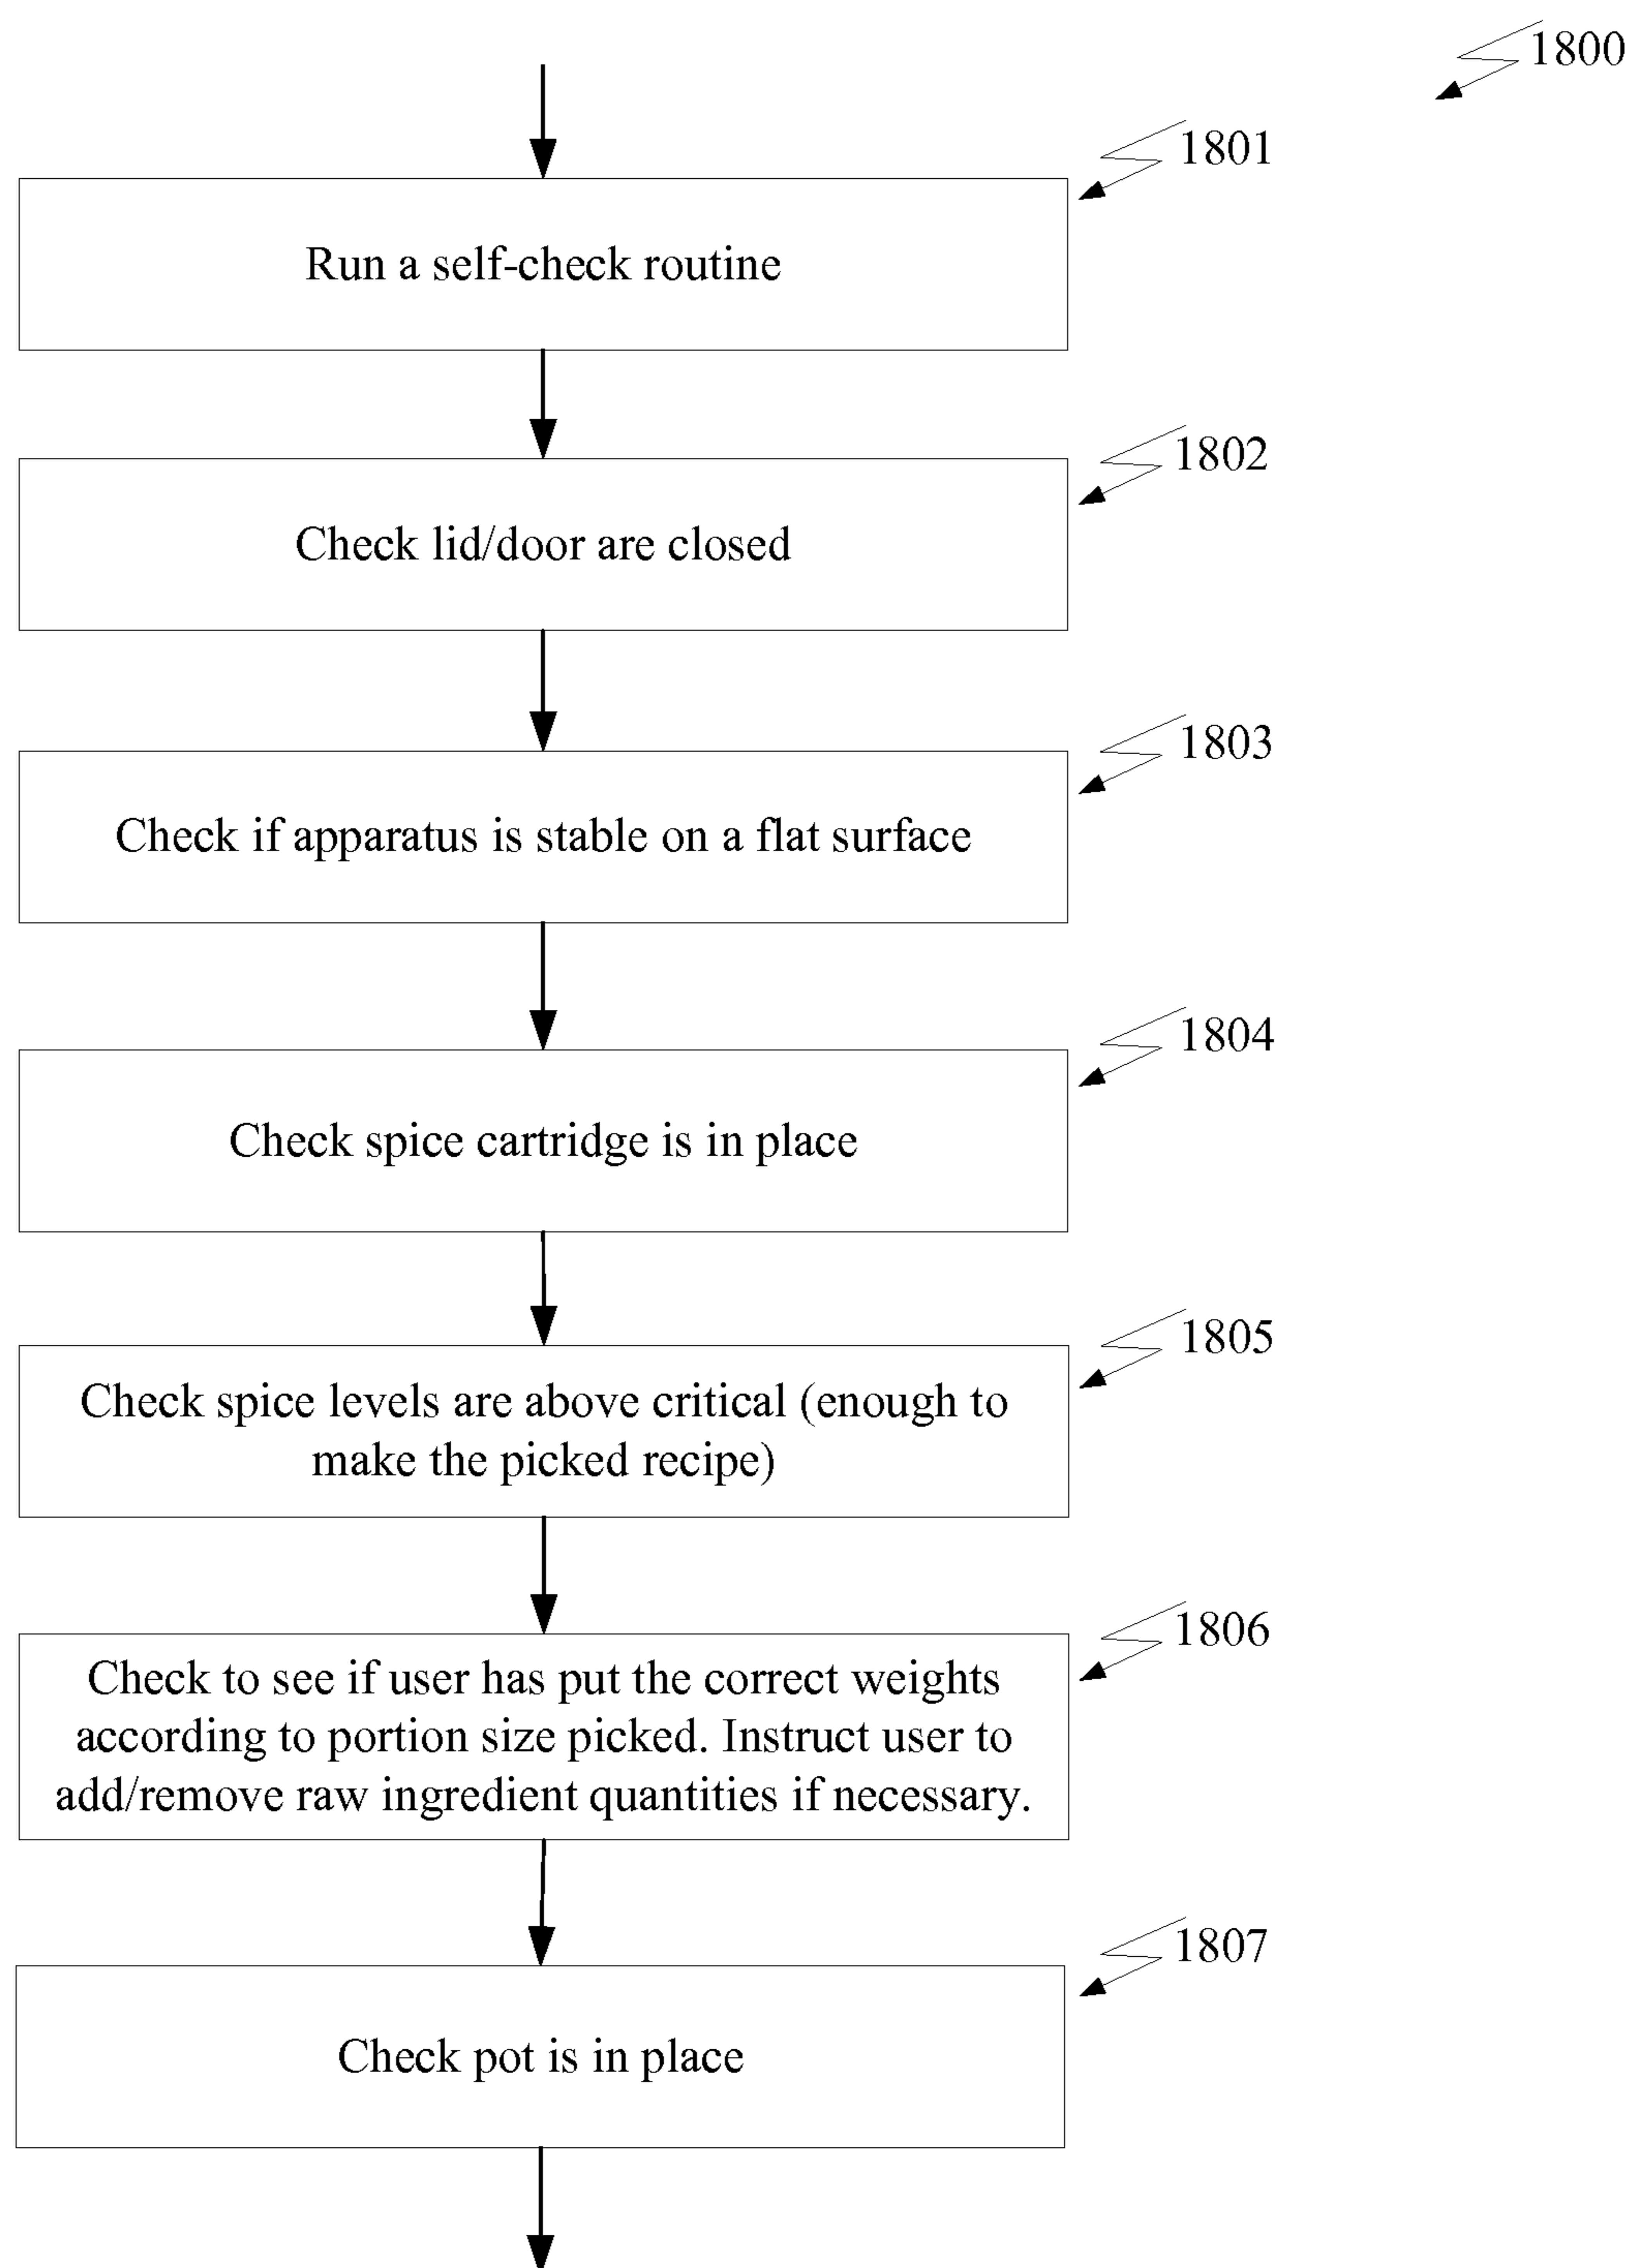 1800
1801
Run a self-check routine
1802
Check lid/door are closed
1803
Check if apparatus is stable on a flat surface
1804
Check spice cartridge is in place
1805
Check spice levels are above critical (enough to
make the picked recipe)
1806
Check to see if user has put the correct weights
according to portion size picked. Instruct user to
add/remove raw ingredient quantities if necessary.
1807
Check pot is in place